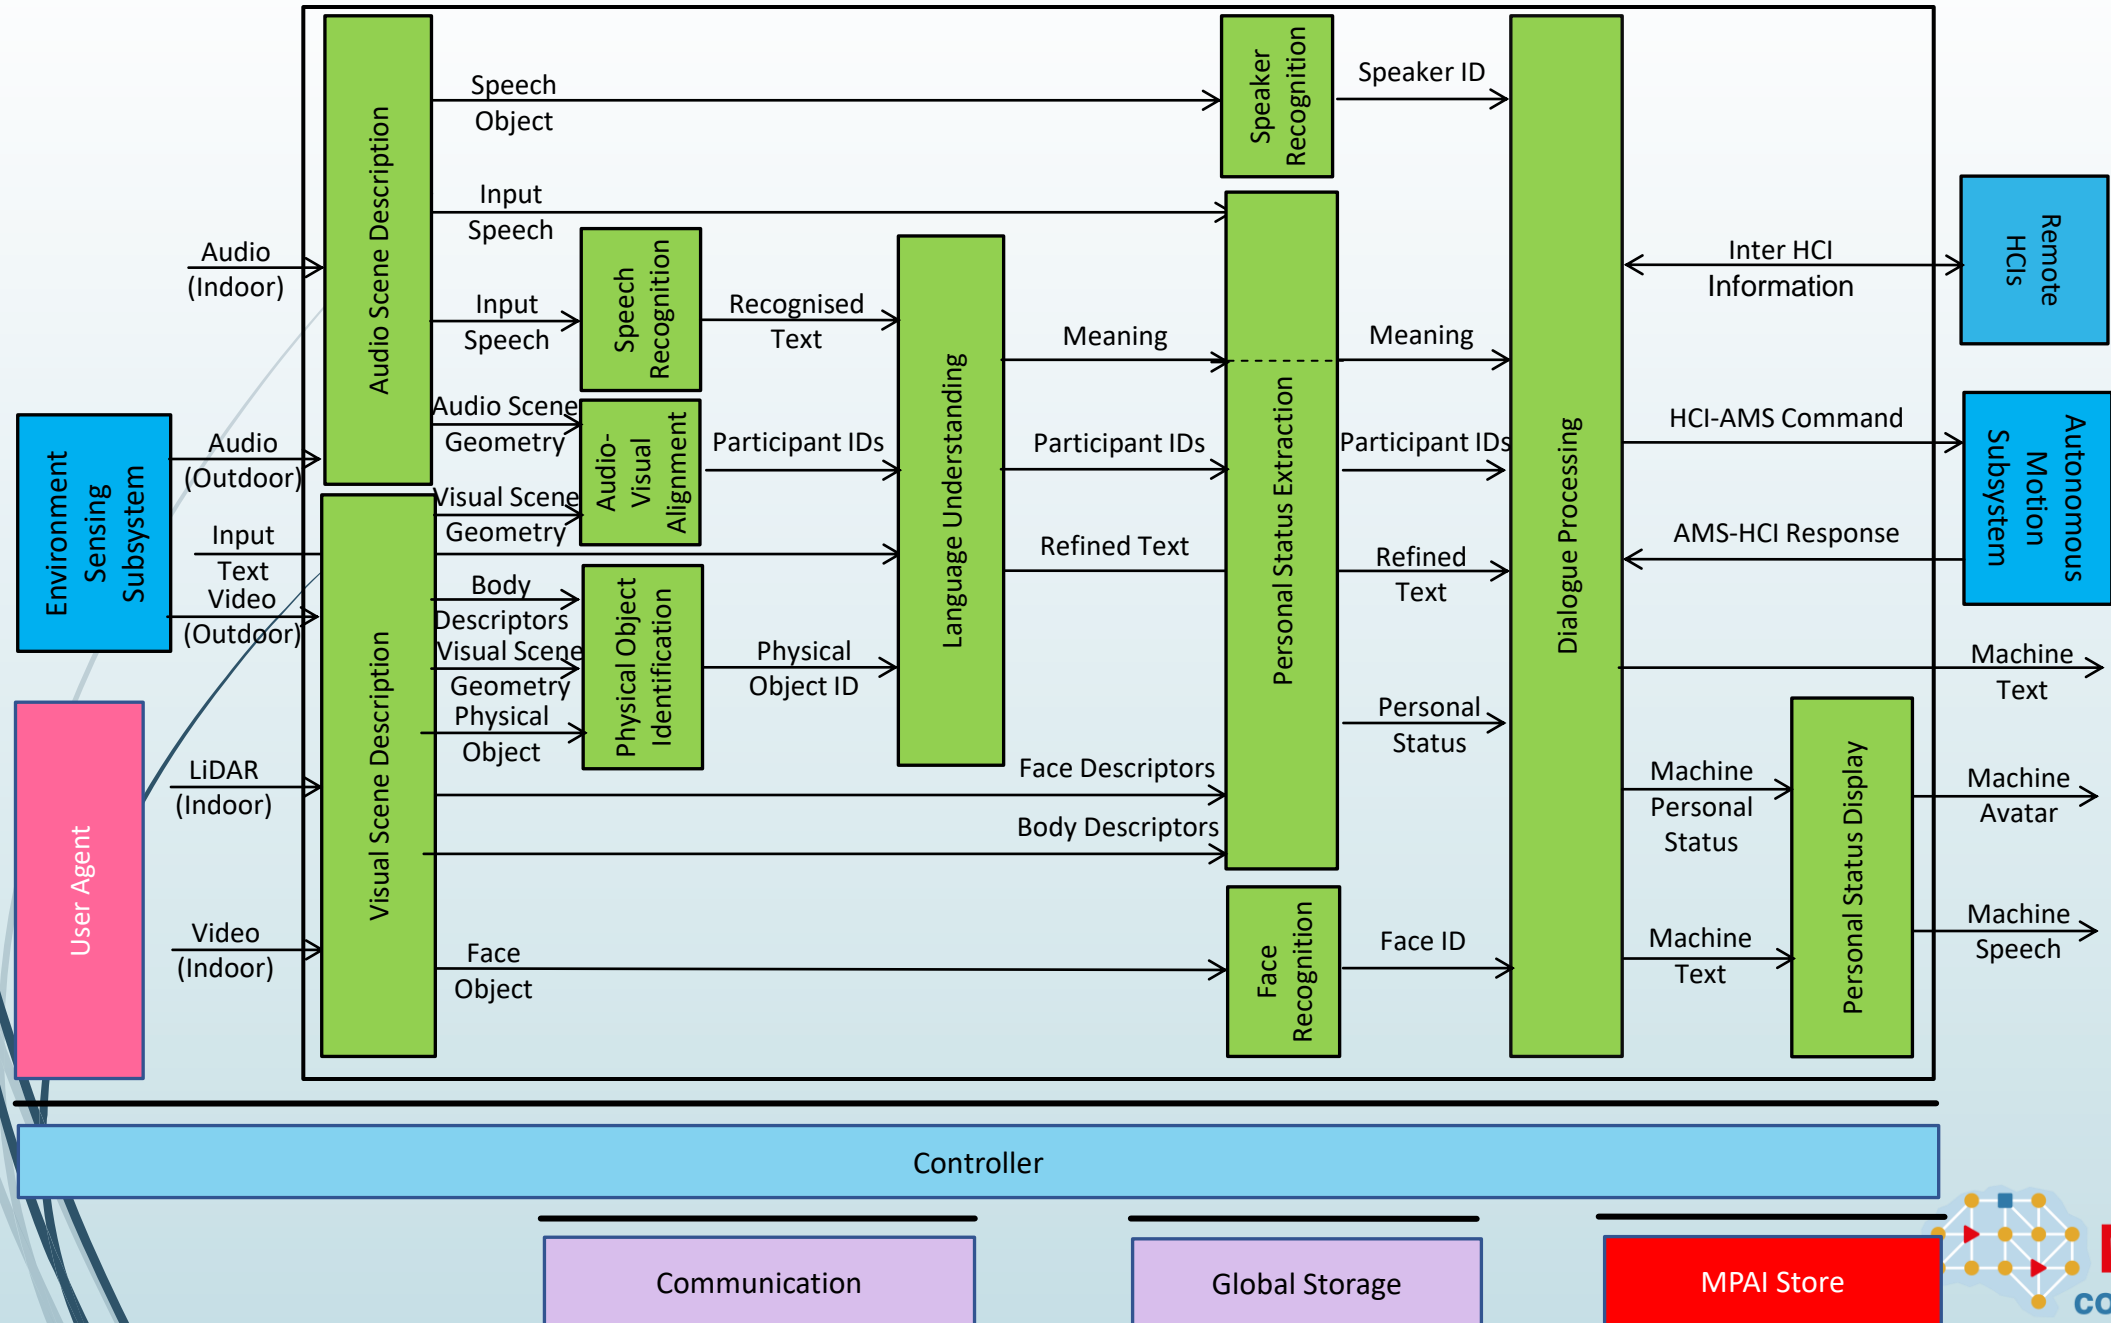 Audio
(Indoor)
Environment
Sensing
Subsystem
Audio
(Outdoor)
Input
Text
Video
(Outdoor)
User Agent
LiDAR
(Indoor)
Video
(Indoor)
Audio Scene Description
Visual Scene Description
Speech
Object
Input
Speech
Input
Speech
Audio Scene
Geometry
Visual Scene
Geometry
Body
Descriptors
Visual Scene
Geometry
Physical
Object
Face
Object
Speech
Recognition
Audio-
Visual
Alignment
Physical Object
Identification
Recognised
Text
Participant IDs
Physical
Object ID
Language Understanding
Meaning
Participant IDs
Refined Text
Face Descriptors
Body Descriptors
Speaker
Recognition
Personal Status Extraction
Face
Recognition
Speaker ID
Meaning
Participant IDs
Refined
Text
Personal
Status
Face ID
Dialogue Processing
Inter HCI
Information
HCI-AMS Command
AMS-HCI Response
Machine
Personal
Status
Machine
Text
Personal Status Display
Remote
HCIs
Autonomous
Motion
Subsystem
Machine
Text
Machine
Avatar
Machine
Speech
Controller
Communication
Global Storage
MPAI Store
co